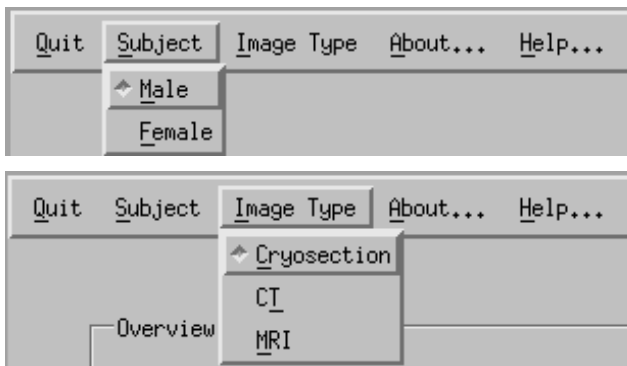 Quit Subject Image Type About... Help...
Male
Female
Quit Subject Image Type About... Help...
Cryosection
CT
Overview
MRI